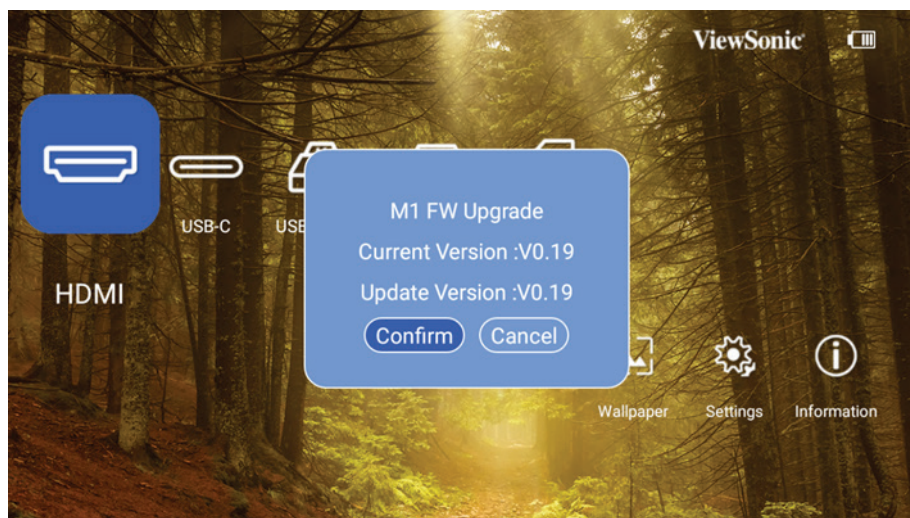 ViewSonic
USB-C
USB
HDMI
M1 FW Upgrade
Current Version :V0.19
Update Version :V0.19
Confirm
Cancel
Wallpaper
Settings
Information